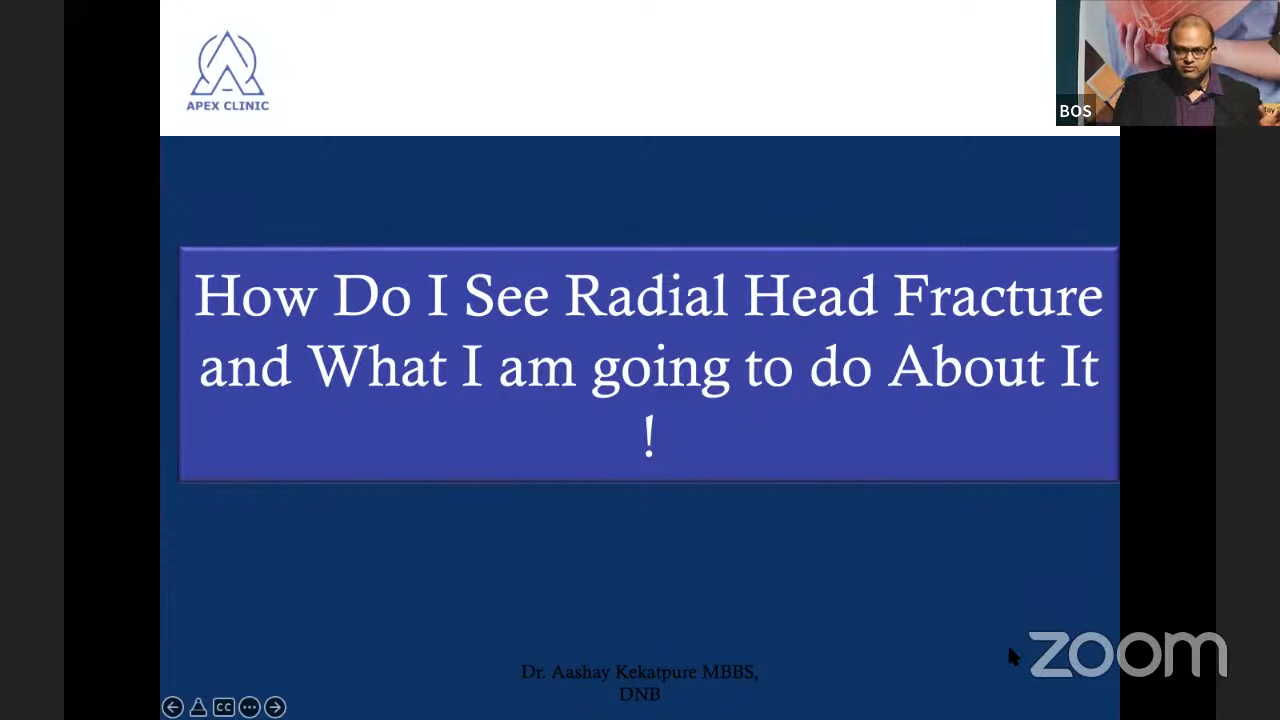 APEX CLINIC
BOS
How Do I See Radial Head Fracture
and What I am going to do About It
!
Dr. Aashay Kekatpure MBBS,
DNB
CC
zoom